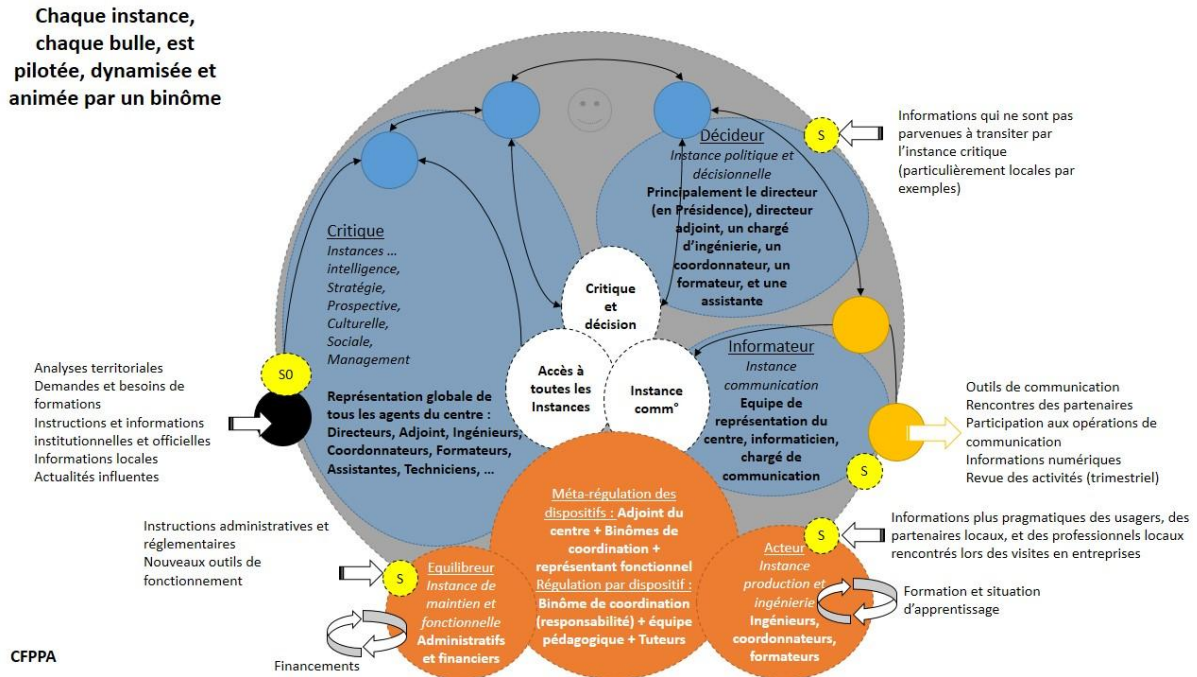 Chaque instance,
chaque bulle, est
pilotée, dynamisée et
animée par un binôme
Informations qui ne sont pas
parvenues à transiter par
l'instance critique
(particulièrement locales par
exemples)
S
Décideur
Instance politique et
décisionnelle
Principalement le directeur
(en Présidence), directeur
adjoint, un chargé
d'ingénierie, un
coordonnateur, un
formateur, et une
assistante
Critique
Instances ...
intelligence,
Stratégie,
Prospective,
Culturelle,
Sociale,
Management
Représentation globale de
tous les agents du centre :
Directeurs, Adjoint, Ingénieurs,
Coordonnateurs, Formateurs,
Assistantes, Techniciens, ...
Critique
et
décision
Accès à
toutes les
Instances
Instance
comm°
Informateur
Instance
communication
Equipe de
représentation du
centre, informaticien,
chargé de
communication
S
S0
Analyses territoriales
Demandes et besoins de
formations
Instructions et informations
institutionnelles et officielles
Informations locales
Actualités influentes
Outils de communication
Rencontres des partenaires
Participation aux opérations de
communication
Informations numériques
Revue des activités (trimestriel)
Instructions administratives et
réglementaires
Nouveaux outils de
fonctionnement
S
Equilibreur
Instance de
maintien et
fonctionnelle
Administratifs
et financiers
Financements
Méta-régulation des
dispositifs : Adjoint du
centre + Binômes de
coordination +
représentant fonctionnel
Régulation par dispositif :
Binôme de coordination
(responsabilité) + équipe
pédagogique + Tuteurs
S
Acteur
Instance
production et
ingénierie
Ingénieurs,
coordonnateurs,
formateurs
Informations plus pragmatiques des usagers, des
partenaires locaux, et des professionnels locaux
rencontrés lors des visites en entreprises
Formation et situation
d'apprentissage
CFPPA